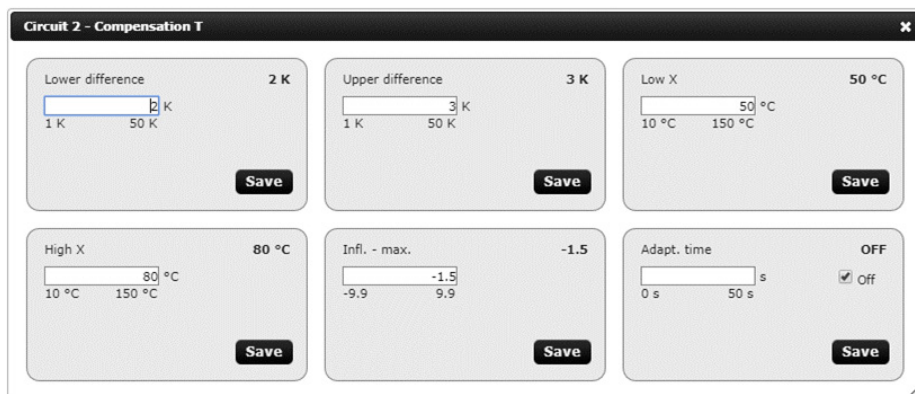 Circuit 2 - Compensation T
Lower difference 2 K
2 K
1 K 50 K
Save
Upper difference 3 K
3 K
1 K 50 K
Save
Low X 50 °C
50 °C
10 °C 150 °C
Save
High X 80 °C
80 °C
10 °C 150 °C
Save
Infl. - max. -1.5
-1.5
-9.9 9.9
Save
Adapt. time OFF
s Off
0 s 50 s
Save